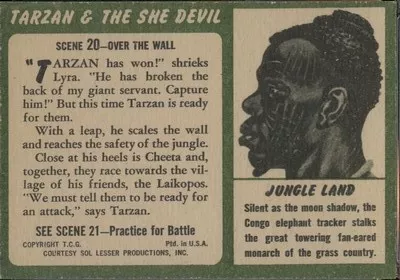 TARZAN & THE SHE DEVIL
SCENE 20—OVER THE WALL
"TARZAN has won!" shrieks
Lyra. "He has broken the
back of my giant servant. Capture
him!" But this time Tarzan is ready
for them.
With a leap, he scales the wall
and reaches the safety of the jungle.
Close at his heels is Cheeta and,
together, they race towards the vil-
lage of his friends, the Laikopos.
"We must tell them to be ready for
an attack," says Tarzan.
SEE SCENE 21—Practice for Battle
COPYRIGHT T.C.G. Ptd. in U.S.A.
COURTESY SOL LESSER PRODUCTIONS, INC.
JUNGLE LAND
Silent as the moon shadow, the
Congo elephant tracker stalks
the great towering fan-eared
monarch of the grass country.